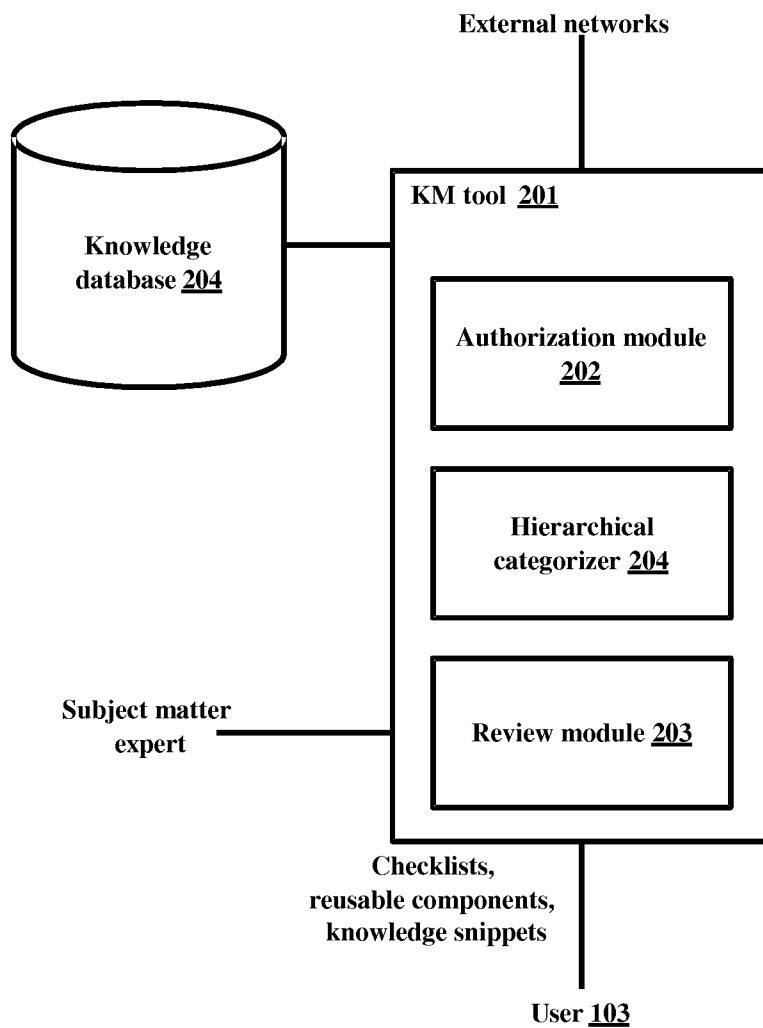 External networks
KM tool 201
Knowledge
database 204
Authorization module
202
Hierarchical
categorizer 204
Subject matter
expert
Review module 203
Checklists,
reusable components,
knowledge snippets
User 103